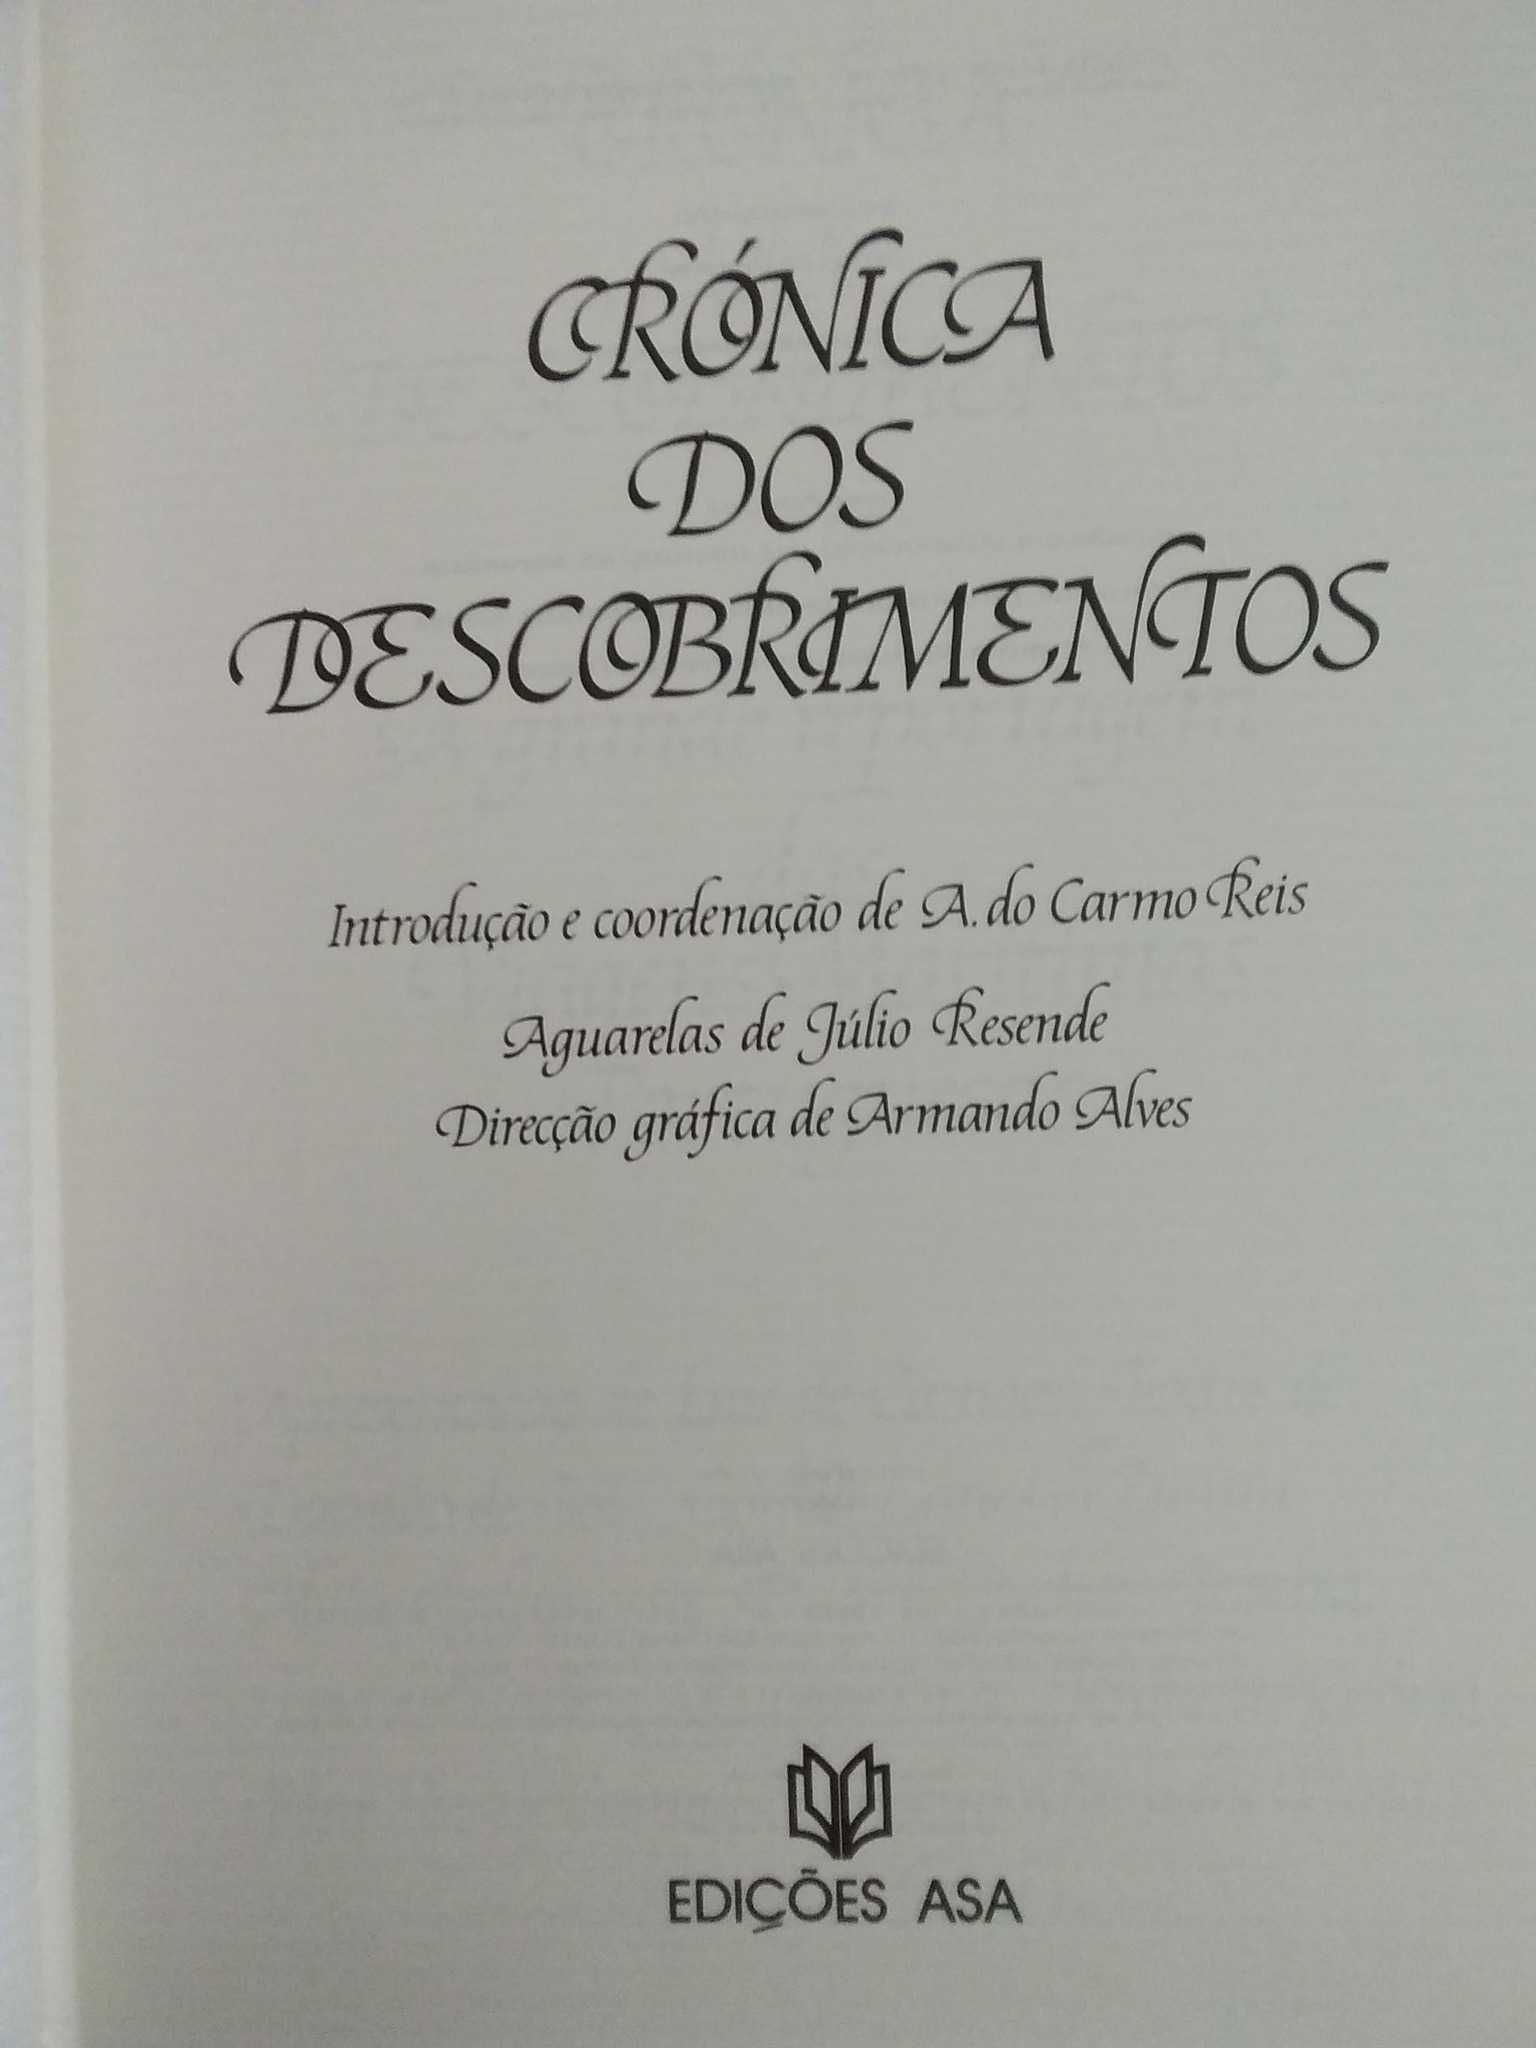 CRÓNICA
DOS
DESCOBRIMENTOS
Introdução e coordenação de A. do Carmo Reis
Aguarelas de Júlio Resende
Direcção gráfica de Armando Alves
EDIÇÕES ASA